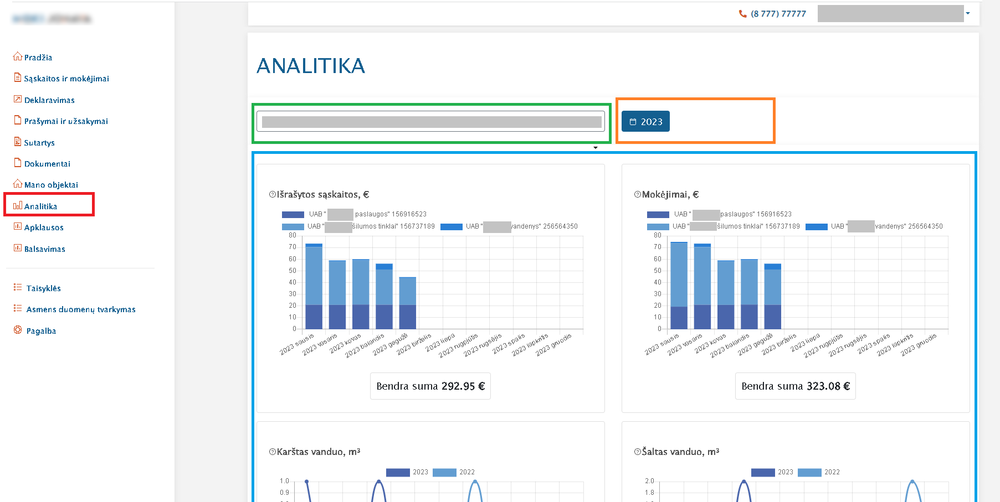 (8 777) 77777
Pradžia
Sąskaitos ir mokėjimai
Deklaravimas
Prašymai ir užsakymai
Sutartys
Dokumentai
Mano objektai
Analitika
Apklausos
Balsavimas
Taisyklės
Asmens duomenų tvarkymas
Pagalba
ANALITIKA
2023
Išrašytos sąskaitos, €
UAB " paslaugos" 156916523
UAB " šilumos tinklai" 156737189 UAB " vandenys" 256564350
80
70
60
50
40
30
20
10
0
2023 sausis
2023 vasaris
2023 kovas
2023 balandis
2023 gegužė
2023 birželis
2023 liepa
2023 rugpjūtis
2023 rugsėjis
2023 spalis
2023 lapkritis
2023 gruodis
Bendra suma 292.95 €
Mokėjimai, €
UAB " paslaugos" 156916523
UAB " šilumos tinklai" 156737189 UAB " vandenys" 256564350
80
70
60
50
40
30
20
10
0
2023 sausis
2023 vasaris
2023 kovas
2023 balandis
2023 gegužė
2023 birželis
2023 liepa
2023 rugpjūtis
2023 rugsėjis
2023 spalis
2023 lapkritis
2023 gruodis
Bendra suma 323.08 €
Karštas vanduo, m³
2023 2022
1.0
0.9
Šaltas vanduo, m³
2023 2022
2.0
1.8